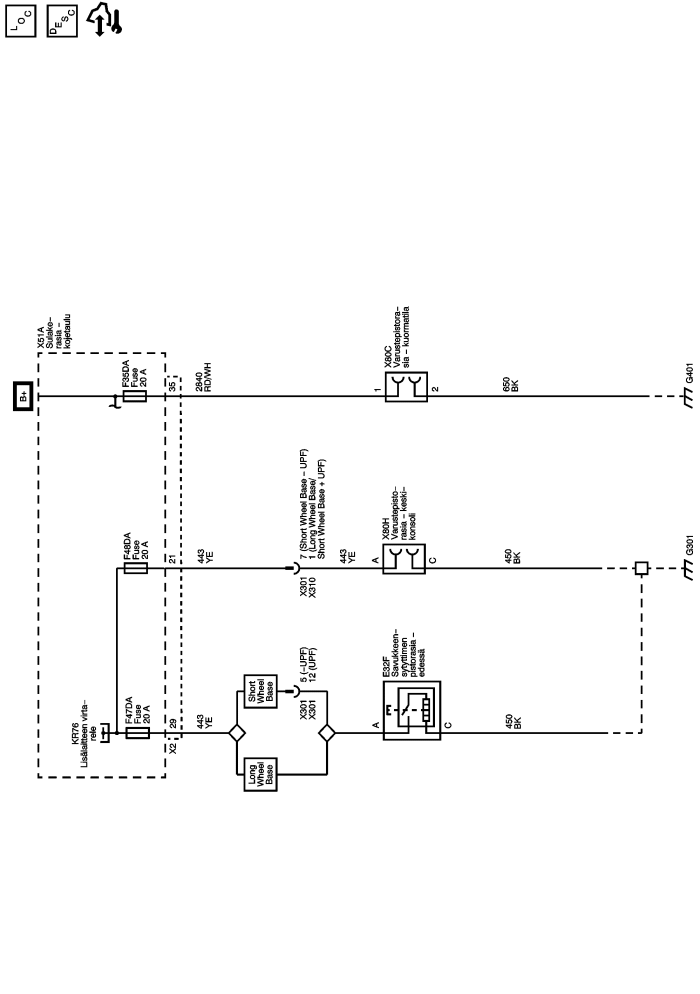 LOC
DESC
B+
X51A
Sulake–
rasia –
kojetaulu
KR76
Lisälaitteen virta–
rele
F47DA
Fuse
20 A
F48DA
Fuse
20 A
F35DA
Fuse
20 A
X2
29
21
35
443
YE
443
YE
2840
RD/WH
Long
Wheel
Base
Short
Wheel
Base
X301
X301
5 (–UPF)
12 (UPF)
X301
X310
7 (Short Wheel Base – UPF)
1 (Long Wheel Base/
Short Wheel Base + UPF)
443
YE
A
E32F
Savukkeen–
sytyttimen
pistorasia –
edessä
C
A
X80H
Varustepisto–
rasia – keski–
konsoli
C
1
X80C
Varustepistora–
sia – kuormatila
2
450
BK
450
BK
650
BK
G301
G401